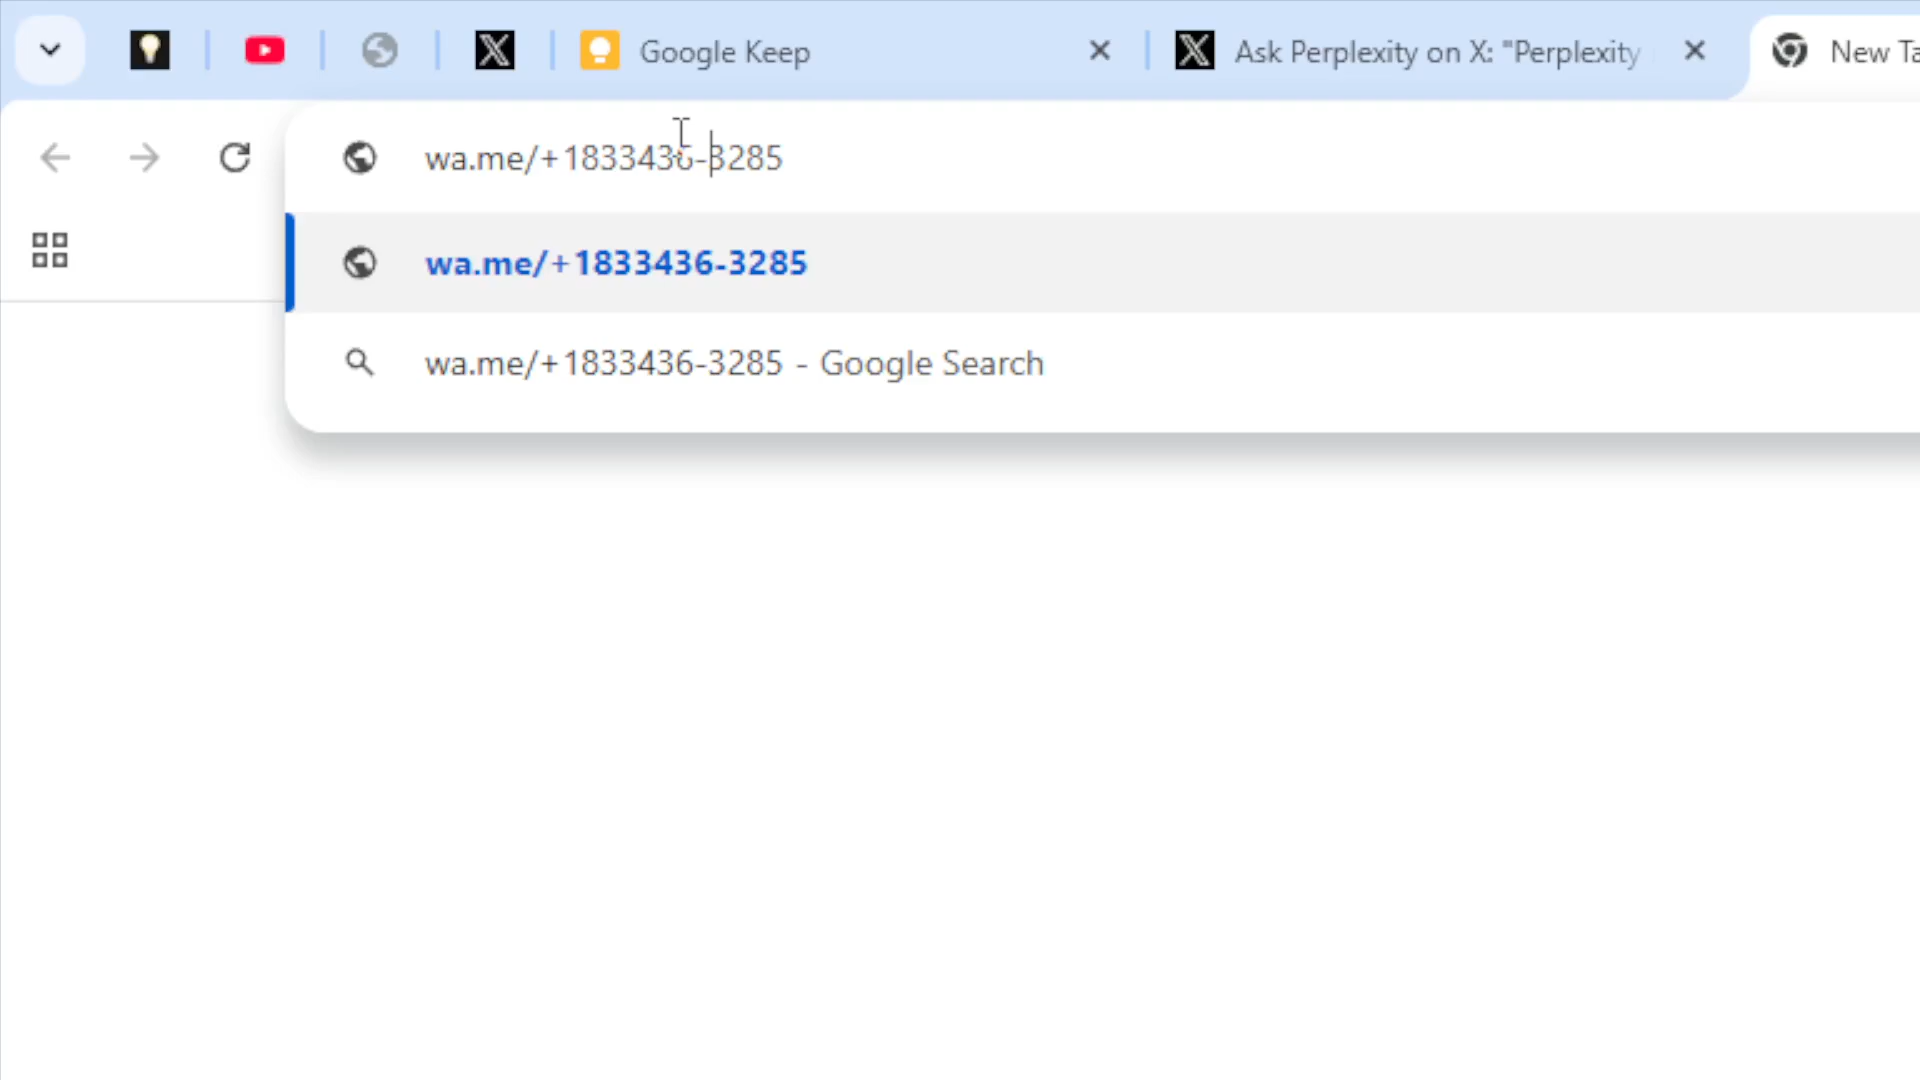 Google Keep
Ask Perplexity on X: "Perplexity
New Ta
wa.me/+1833436-3285
wa.me/+1833436-3285
wa.me/+1833436-3285 - Google Search